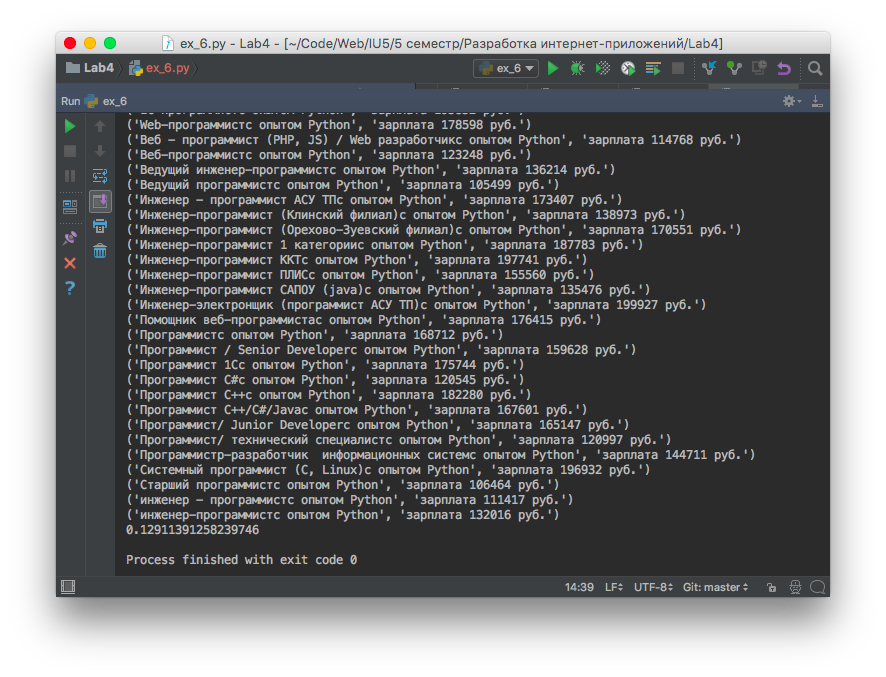 ex_6.py - Lab4 - [~/Code/Web/IU5/5 семестр/Разработка интернет-приложений/Lab4]
Lab4 ex_6.py ex_6
Run ex_6
('Web-программистс опытом Python', 'зарплата 178598 руб.')
('Веб - программист (PHP, JS) / Web разработчикс опытом Python', 'зарплата 114768 руб.')
('Веб-программистс опытом Python', 'зарплата 123248 руб.')
('Ведущий инженер-программистс опытом Python', 'зарплата 136214 руб.')
('Ведущий программистс опытом Python', 'зарплата 105499 руб.')
('Инженер - программист АСУ ТПс опытом Python', 'зарплата 173407 руб.')
('Инженер-программист (Клинский филиал)с опытом Python', 'зарплата 138973 руб.')
('Инженер-программист (Орехово-Зуевский филиал)с опытом Python', 'зарплата 170551 руб.')
('Инженер-программист 1 категориис опытом Python', 'зарплата 187783 руб.')
('Инженер-программист ККТс опытом Python', 'зарплата 197741 руб.')
('Инженер-программист ПЛИСс опытом Python', 'зарплата 155560 руб.')
('Инженер-программист САПОУ (java)с опытом Python', 'зарплата 135476 руб.')
('Инженер-электронщик (программист АСУ ТП)с опытом Python', 'зарплата 199927 руб.')
('Помощник веб-программистас опытом Python', 'зарплата 176415 руб.')
('Программистс опытом Python', 'зарплата 168712 руб.')
('Программист / Senior Developerс опытом Python', 'зарплата 159628 руб.')
('Программист 1Сс опытом Python', 'зарплата 175744 руб.')
('Программист C#с опытом Python', 'зарплата 120545 руб.')
('Программист C++с опытом Python', 'зарплата 182280 руб.')
('Программист C++/C#/Javaс опытом Python', 'зарплата 167601 руб.')
('Программист/ Junior Developerс опытом Python', 'зарплата 165147 руб.')
('Программист/ технический специалистс опытом Python', 'зарплата 120997 руб.')
('Программистр-разработчик  информационных системс опытом Python', 'зарплата 144711 руб.')
('Системный программист (C, Linux)с опытом Python', 'зарплата 196932 руб.')
('Старший программистс опытом Python', 'зарплата 106464 руб.')
('инженер - программистс опытом Python', 'зарплата 111417 руб.')
('инженер-программистс опытом Python', 'зарплата 132016 руб.')
0.12911391258239746
Process finished with exit code 0
14:39 LF UTF-8 Git: master